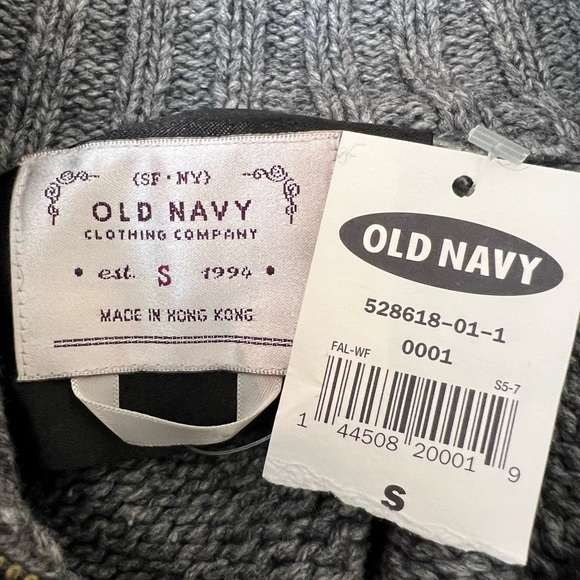 {SF·NY}
OLD NAVY
CLOTHING COMPANY
• est. S 1994 •
MADE IN HONG KONG
OLD NAVY
528618-01-1
0001
FAL-WF
S5-7
1 44508 20001 9
S